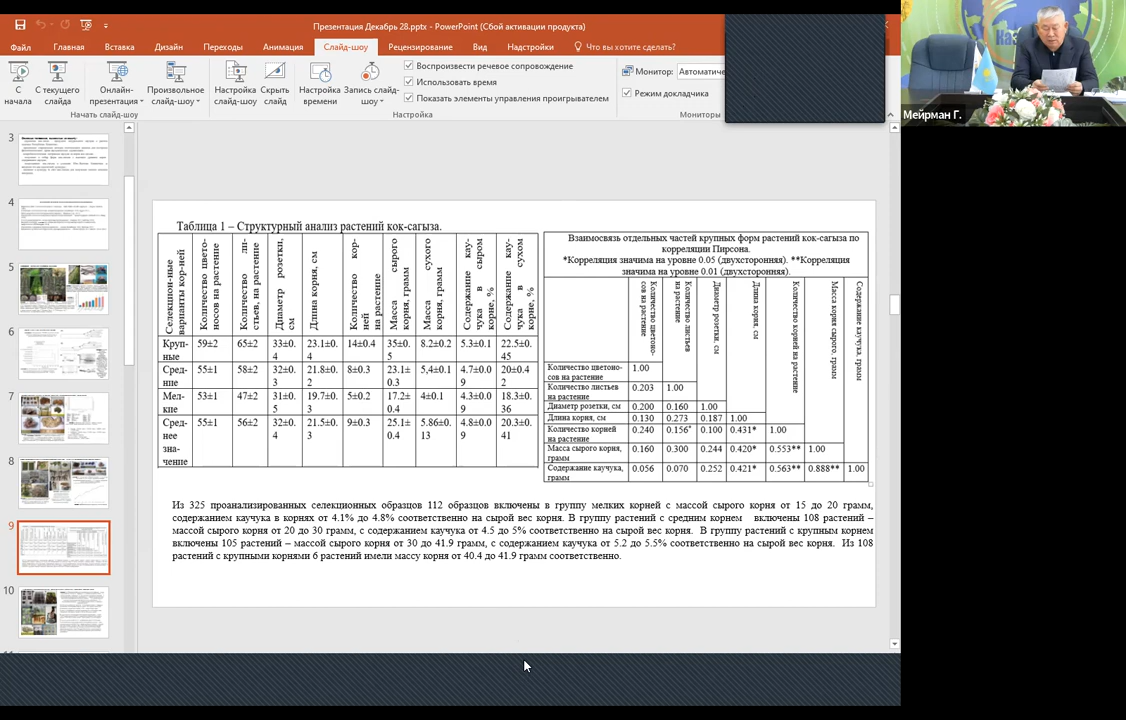 Презентация Декабрь 28.pptx - PowerPoint (Сбой активации продукта)
Файл Главная Вставка Дизайн Переходы Анимация Слайд-шоу Рецензирование Вид Надстройки Что вы хотите сделать?
С начала
С текущего слайда
Онлайн-презентация
Произвольное слайд-шоу
Начать слайд-шоу
Настройка слайд-шоу
Скрыть слайд
Настройка времени
Запись слайд-шоу
Воспроизвести речевое сопровождение
Использовать время
Показать элементы управления проигрывателем
Настройка
Монитор: Автоматиче
Режим докладчика
Мониторы
Мейрман Г.
3
4
5
6
7
8
9
10
Таблица 1 – Структурный анализ растений кок-сагыза.
Селекцион-ные варианты кор-ней
Количество цвето-носов на растение
Количество ли-стьев, на растение
Диаметр розетки, см
Длина корня, см
Количество кор-ней на растение
Масса сырого корня, грамм
Масса сухого корня, грамм
Содержание кау-чука в сыром корне, %
Содержание кау-чука в сухом корне, %
Круп-ные 59±2 65±2 33±0.4 23.1±0.4 14±0.4 35±0.5 8.2±0.2 5.3±0.10 22.5±0.45
Сред-ние 55±1 58±2 32±0.3 21.8±0.2 8±0.3 23.1±0.3 5,4±0.1 4.7±0.09 20±0.42
Мел-кие 53±1 47±2 31±0.5 19.7±0.3 5±0.2 17.2±0.4 4±0.1 4.3±0.09 18.3±0.36
Сред-нее зна-чение 55±1 56±2 32±0.4 21.5±0.3 9±0.3 25.1±0.4 5.86±0.13 4.8±0.09 20.3±0.41
Взаимосвязь отдельных частей крупных форм растений кок-сагыза по
корреляции Пирсона.
*Корреляция значима на уровне 0.05 (двухсторонняя). **Корреляция
значима на уровне 0.01 (двухсторонняя).
Количество цветоно-сов на растение
Количество листьев на растение
Диаметр розетки, см
Длина корня, см
Количество корней на растение
Масса корня сырого. грамм
Содержание каучука, грамм
Количество цветоно-сов на растение 1.00
Количество листьев на растение 0.203 1.00
Диаметр розетки, см 0.200 0.160 1.00
Длина корня, см 0.130 0,273 0.187 1.00
Количество корней на растение 0.240 0.156* 0.100 0.431* 1.00
Масса сырого корня, грамм 0.160 0.300 0.244 0.420* 0.553** 1.00
Содержание каучука, грамм 0.056 0.070 0.252 0.421* 0.563** 0.888** 1.00
Из 325 проанализированных селекционных образцов 112 образцов включены в группу мелких корней с массой сырого корня от 15 до 20 грамм,
содержанием каучука в корнях от 4.1% до 4.8% соответственно на сырой вес корня. В группу растений с средним корнем включены 108 растений –
массой сырого корня от 20 до 30 грамм, с содержанием каучука от 4.5 до 5% соответственно на сырой вес корня. В группу растений с крупным корнем
включены 105 растений – массой сырого корня от 30 до 41.9 грамм, с содержанием каучука от 5.2 до 5.5% соответственно на сырой вес корня. Из 108
растений с крупными корнями 6 растений имели массу корня от 40.4 до 41.9 грамм соответственно.